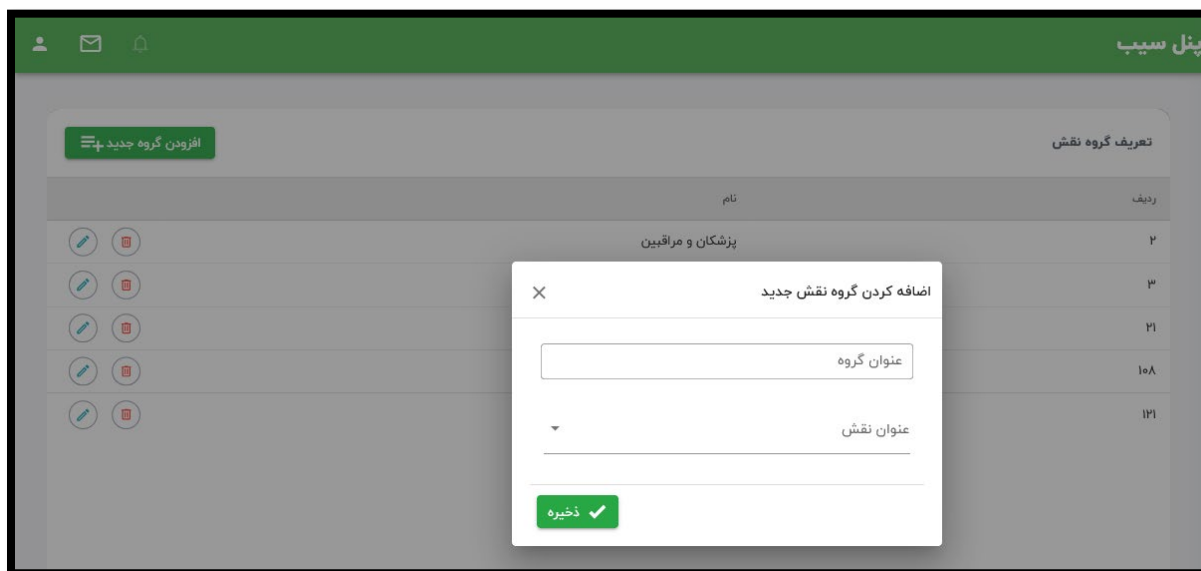 پنل سیب
تعریف گروه نقش
افزودن گروه جدید
ردیف نام
۲ پزشکان و مراقبین
۳
۲۱
۱۰۸
۱۲۱
اضافه کردن گروه نقش جدید
عنوان گروه
عنوان نقش
ذخیره